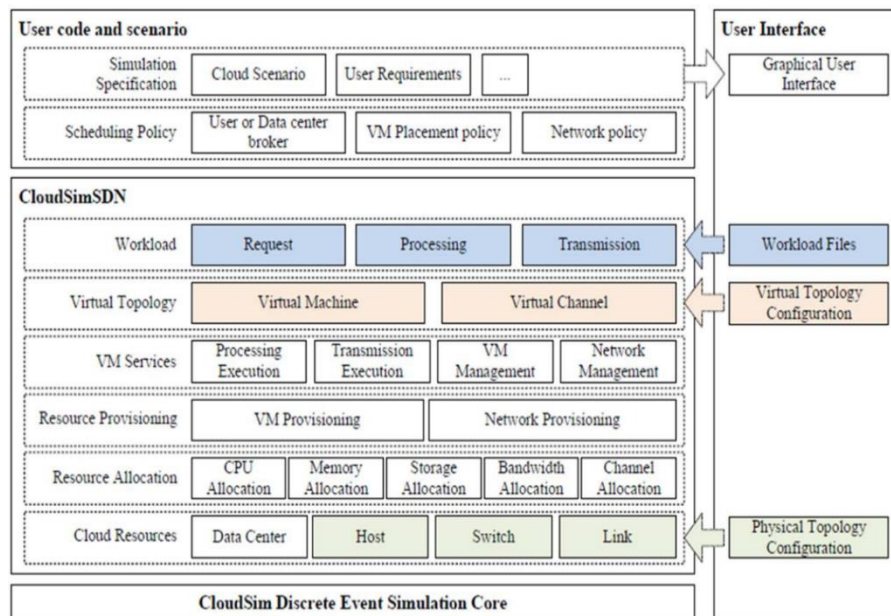 User code and scenario
Simulation
Specification
Cloud Scenario
User Requirements
...
Scheduling Policy
User or Data center
broker
VM Placement policy
Network policy
User Interface
Graphical User
Interface
CloudSimSDN
Workload
Request
Processing
Transmission
Workload Files
Virtual Topology
Virtual Machine
Virtual Channel
Virtual Topology
Configuration
VM Services
Processing
Execution
Transmission
Execution
VM
Management
Network
Management
Resource Provisioning
VM Provisioning
Network Provisioning
Resource Allocation
CPU
Allocation
Memory
Allocation
Storage
Allocation
Bandwidth
Allocation
Channel
Allocation
Cloud Resources
Data Center
Host
Switch
Link
Physical Topology
Configuration
CloudSim Discrete Event Simulation Core